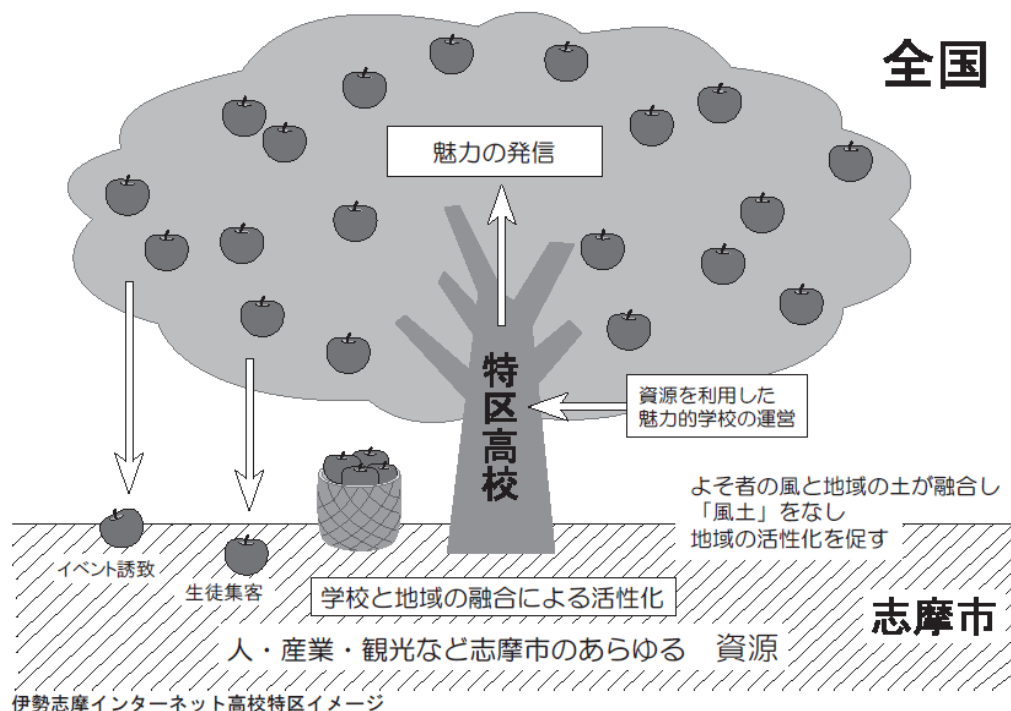 全国
魅力の発信
特区高校
資源を利用した
魅力的学校の運営
よそ者の風と地域の土が融合し
「風土」をなし
地域の活性化を促す
イベント誘致
生徒集客
学校と地域の融合による活性化
志摩市
人・産業・観光など志摩市のあらゆる　資源
伊勢志摩インターネット高校特区イメージ